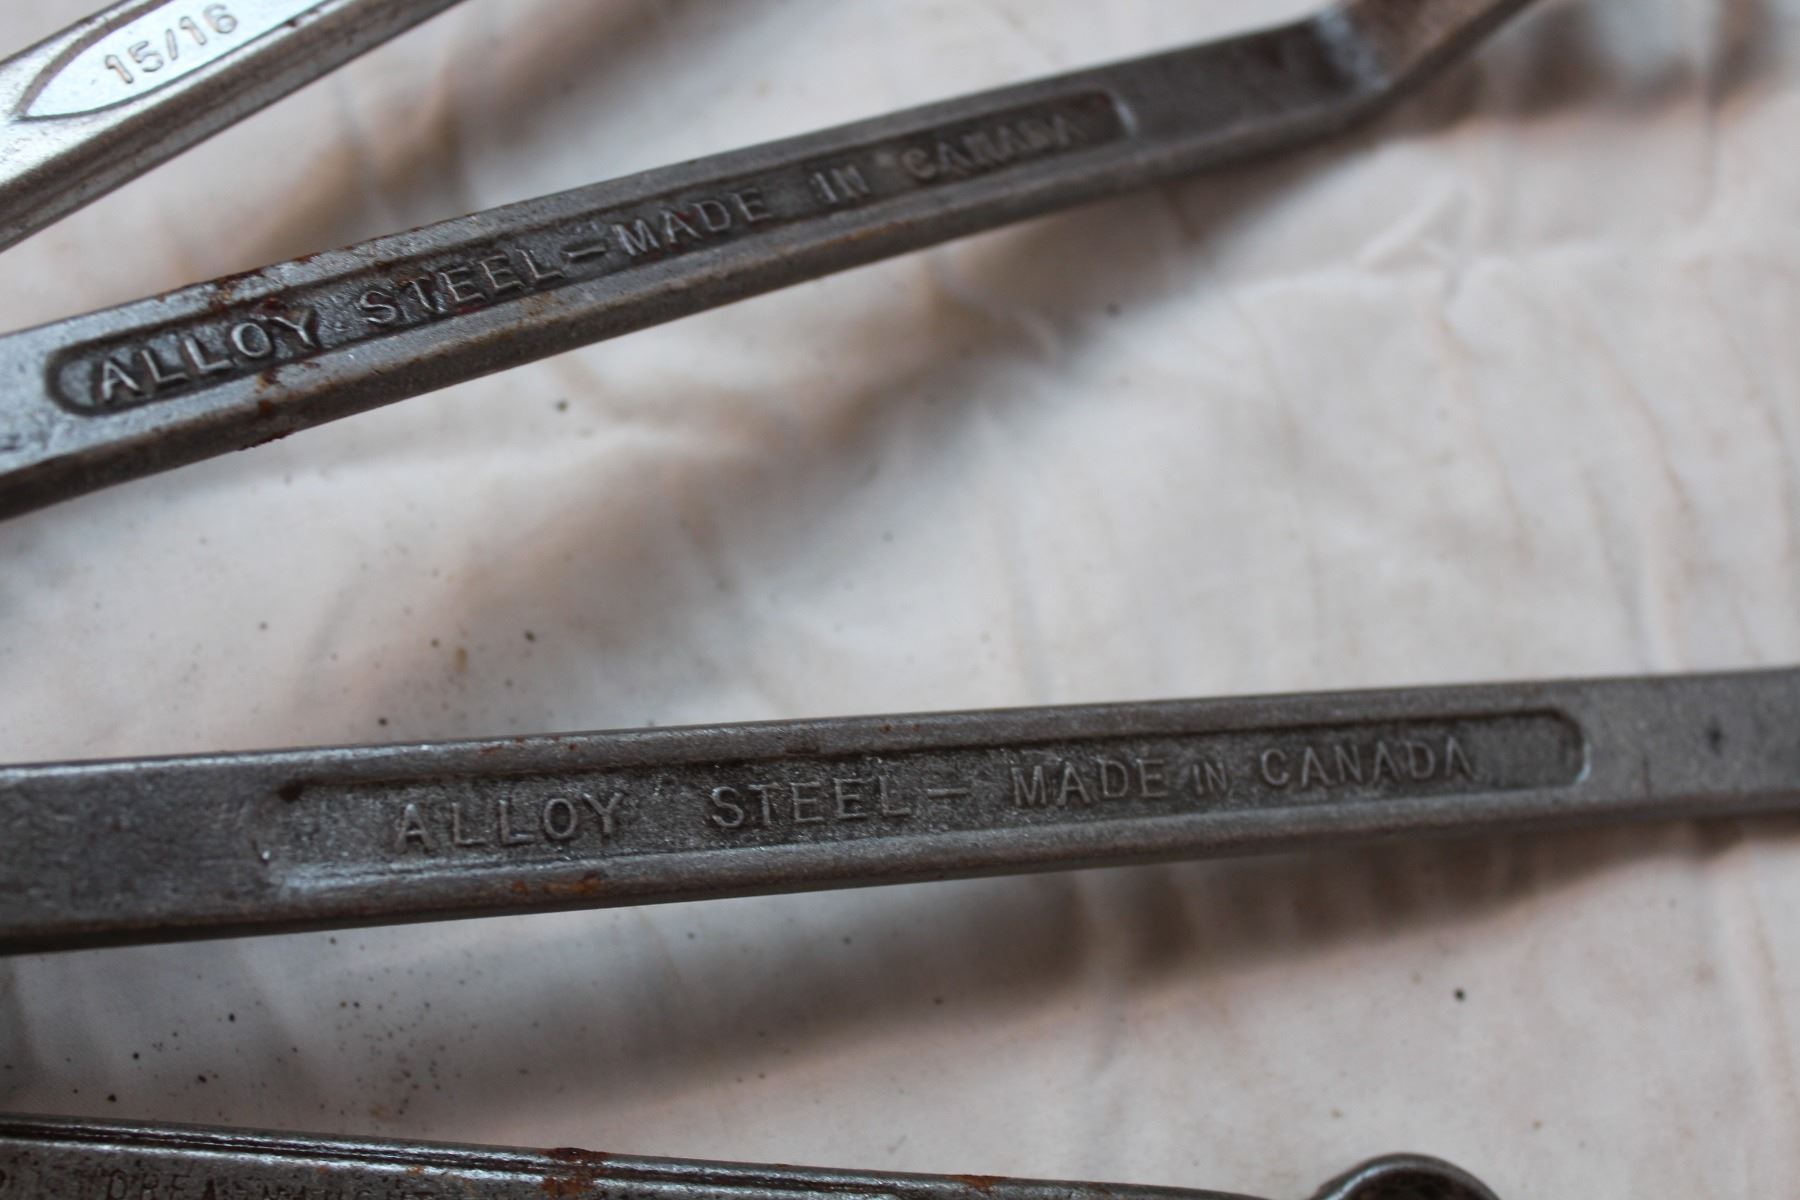 15/16
ALLOY STEEL—MADE IN CANADA
ALLOY STEEL— MADE IN CANADA